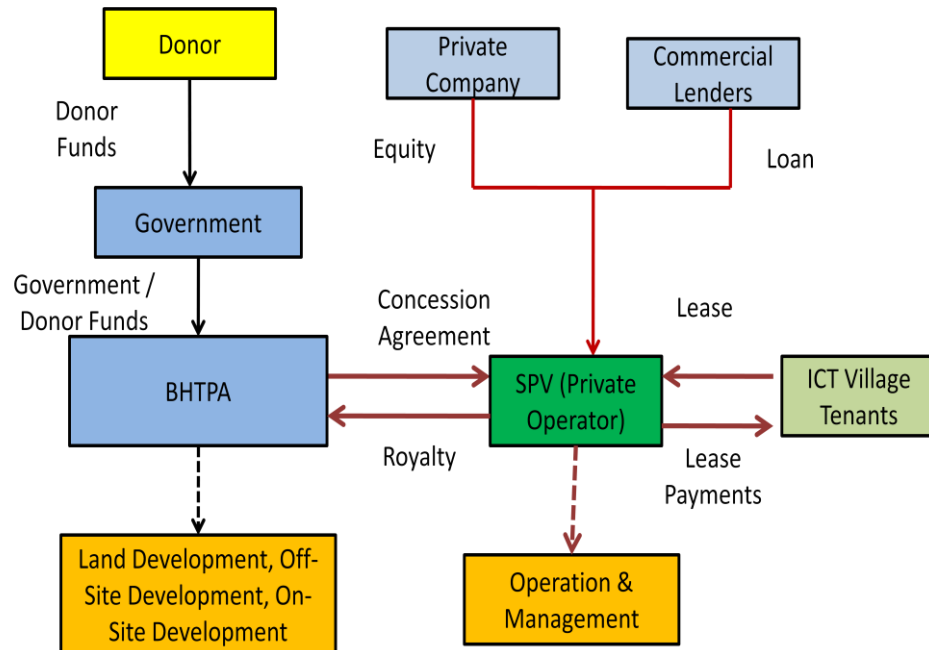 Donor
Private
Company
Commercial
Lenders
Donor
Funds
Equity
Loan
Government
Government /
Donor Funds
Concession
Agreement
Lease
BHTPA
SPV (Private
Operator)
ICT Village
Tenants
Royalty
Lease
Payments
Land Development, Off-
Site Development, On-
Site Development
Operation &
Management